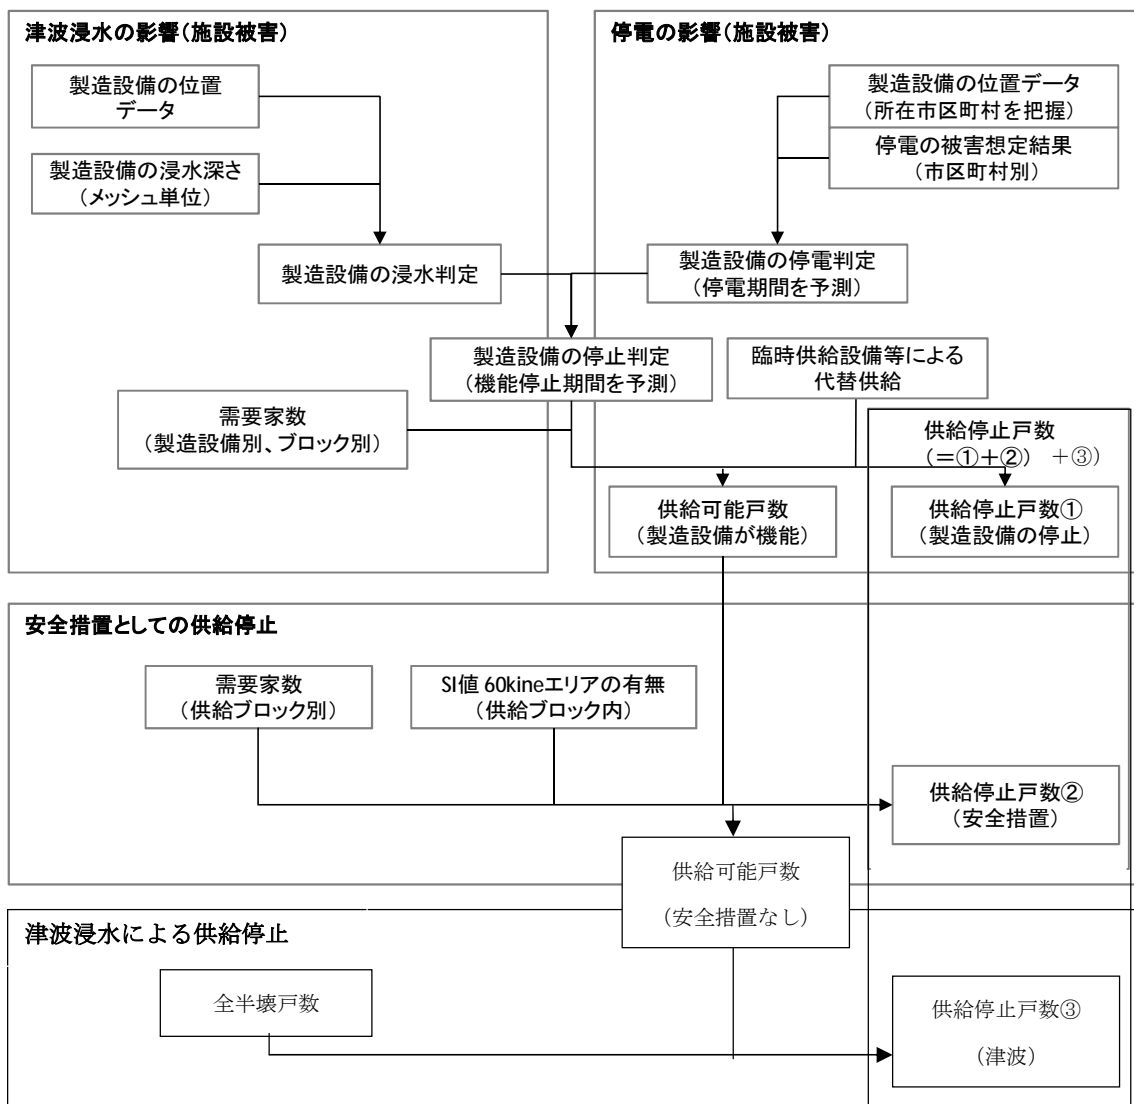 津波浸水の影響(施設被害)
製造設備の位置
データ
製造設備の浸水深さ
(メッシュ単位)
製造設備の浸水判定
停電の影響(施設被害)
製造設備の位置データ
(所在市区町村を把握)
停電の被害想定結果
(市区町村別)
製造設備の停電判定
(停電期間を予測)
製造設備の停止判定
(機能停止期間を予測)
臨時供給設備等による
代替供給
需要家数
(製造設備別、ブロック別)
供給停止戸数
(=①+②) +③)
供給可能戸数
(製造設備が機能)
供給停止戸数①
(製造設備の停止)
安全措置としての供給停止
需要家数
(供給ブロック別)
SI値 60kineエリアの有無
(供給ブロック内)
供給停止戸数②
(安全措置)
供給可能戸数
(安全措置なし)
津波浸水による供給停止
全半壊戸数
供給停止戸数③
(津波)